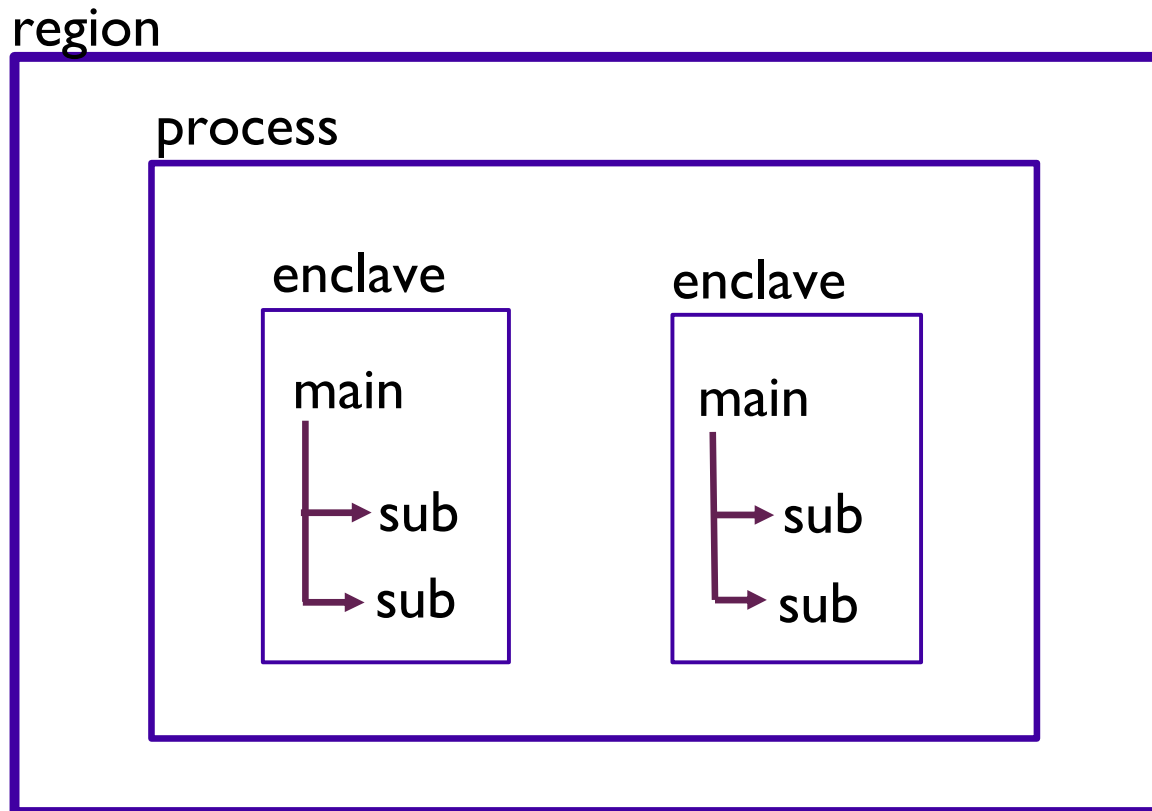 region
process
enclave
main
sub
sub
enclave
main
sub
sub